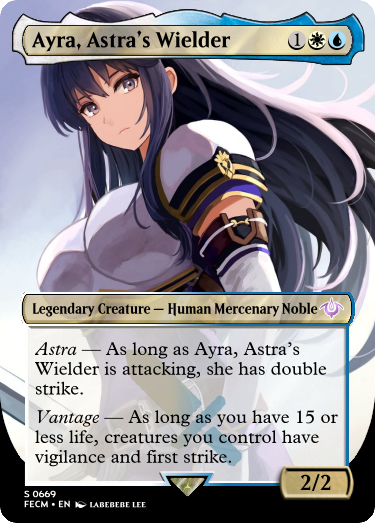 Ayra, Astra's Wielder 1
Legendary Creature — Human Mercenary Noble
Astra — As long as Ayra, Astra's
Wielder is attacking, she has double
strike.
Vantage — As long as you have 15 or
less life, creatures you control have
vigilance and first strike.
2/2
S 0669
FECM • EN LABEBEBE LEE